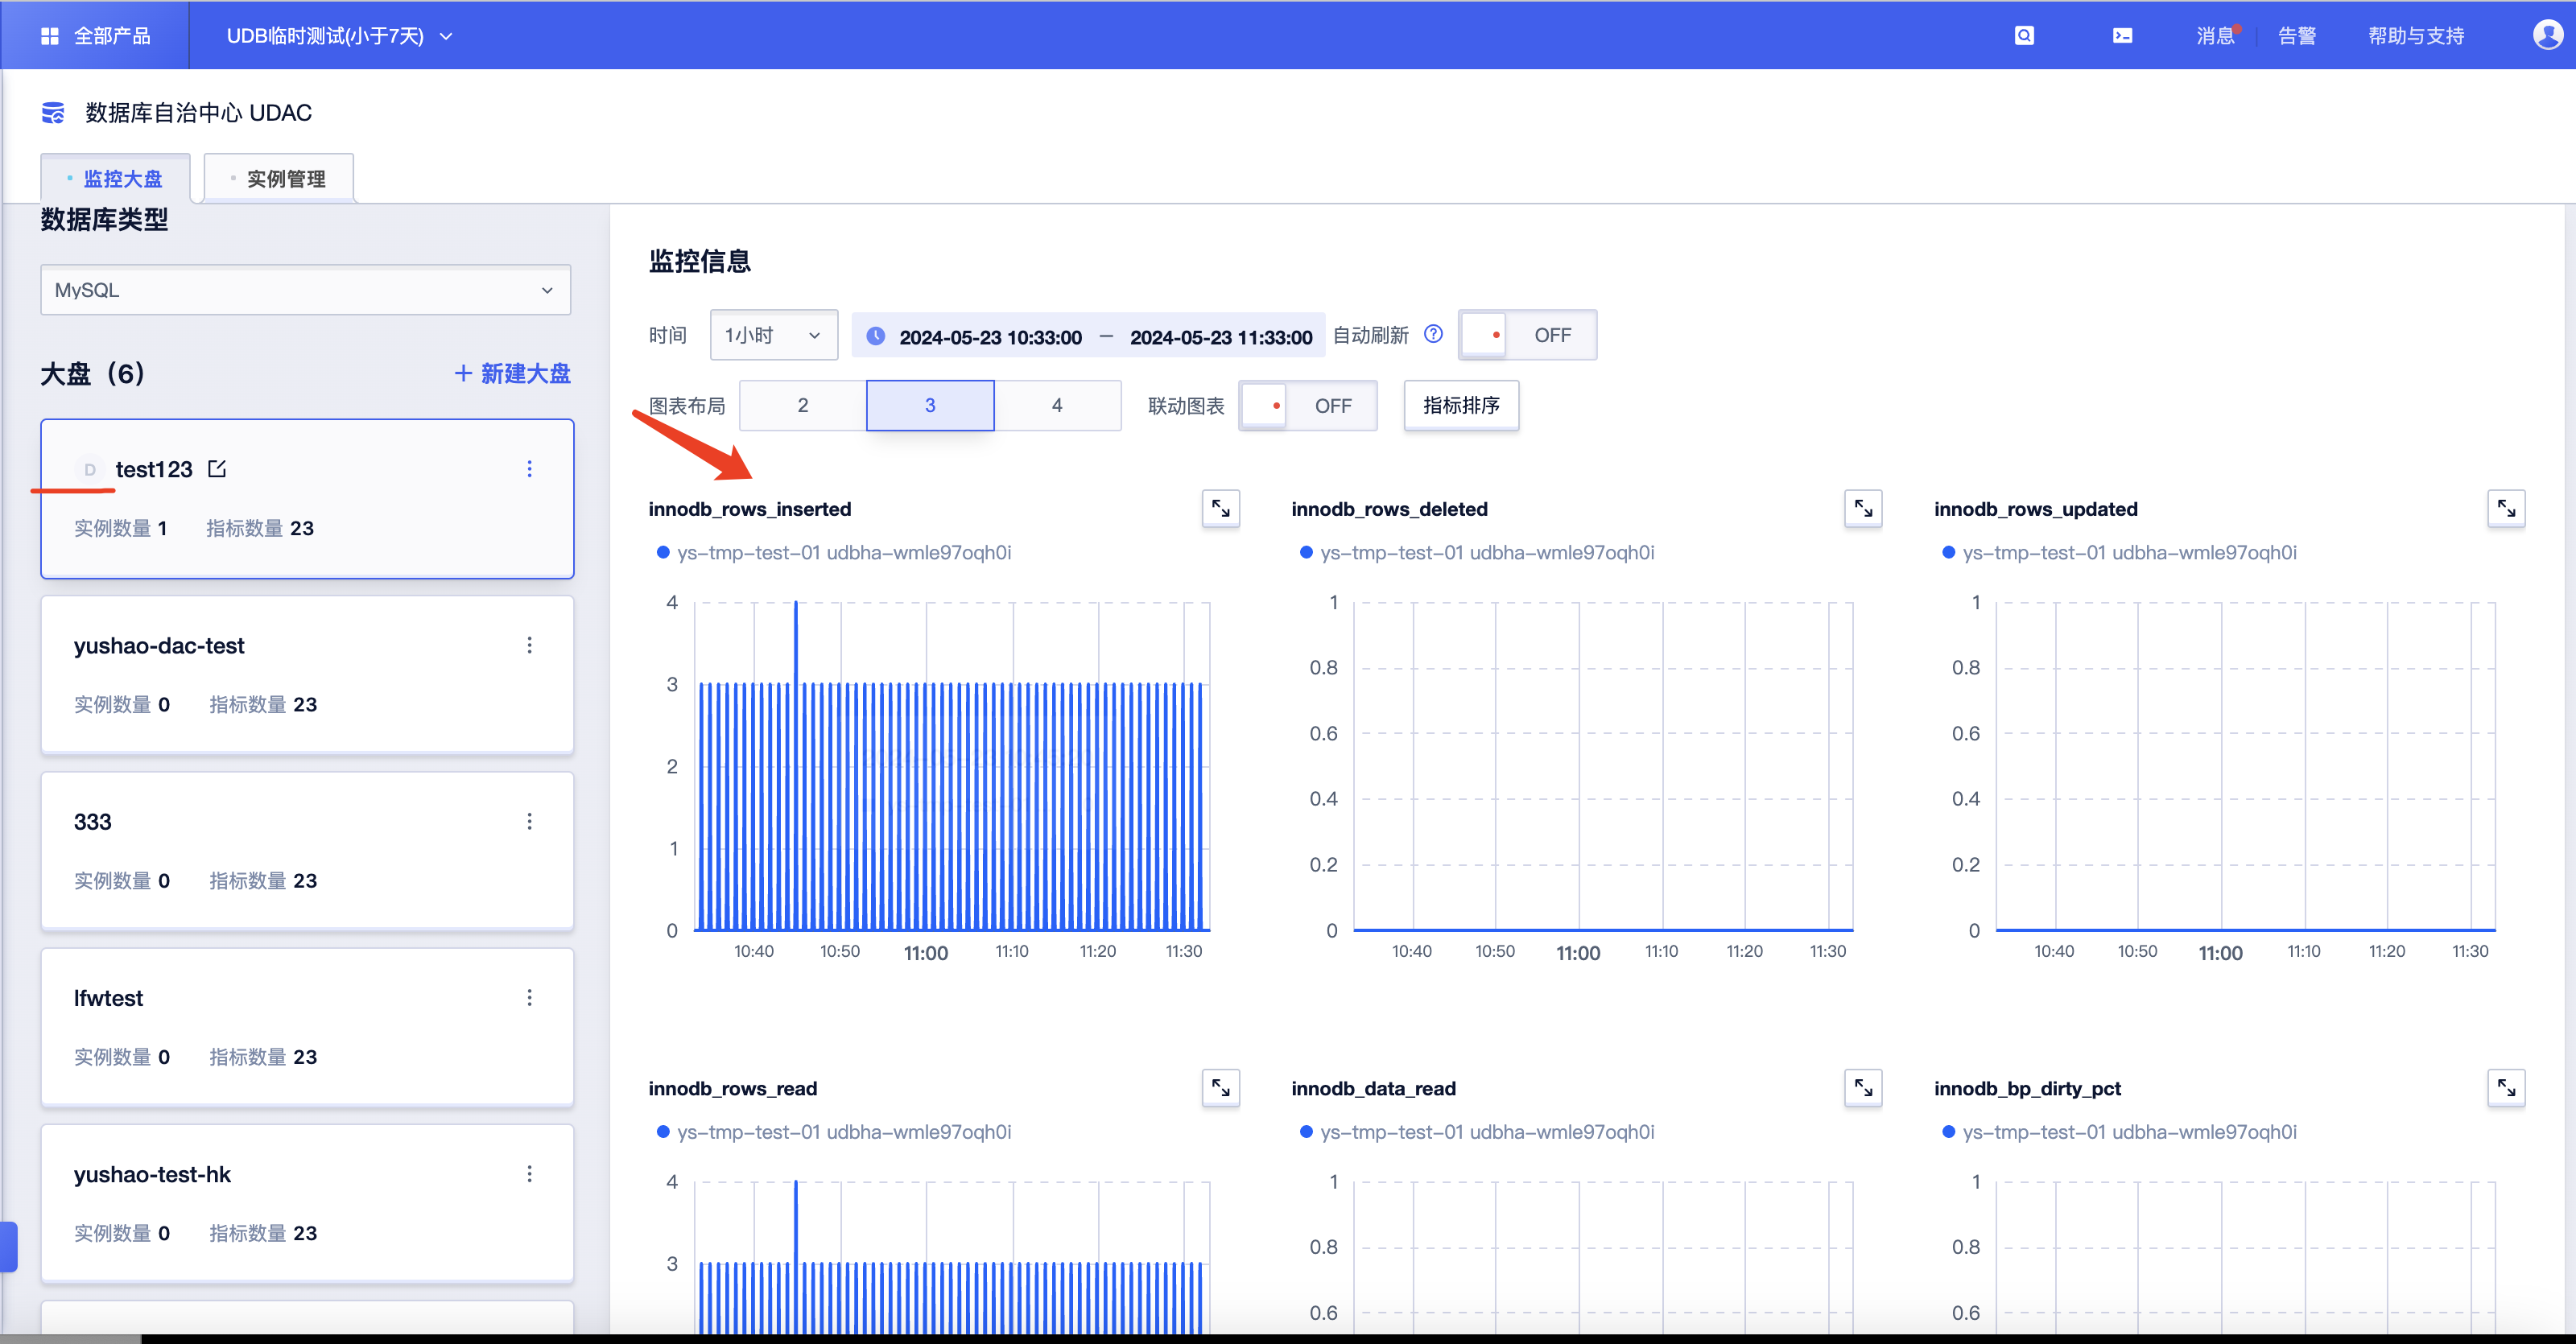 全部产品 UDB临时测试(小于7天) 消息 告警 帮助与支持
数据库自治中心 UDAC
监控大盘 实例管理
数据库类型
MySQL
大盘（6） + 新建大盘
D test123
实例数量 1 指标数量 23
yushao-dac-test
实例数量 0 指标数量 23
333
实例数量 0 指标数量 23
lfwtest
实例数量 0 指标数量 23
yushao-test-hk
实例数量 0 指标数量 23
监控信息
时间 1小时 2024-05-23 10:33:00 — 2024-05-23 11:33:00 自动刷新 ? OFF
图表布局 2 3 4 联动图表 OFF 指标排序
innodb_rows_inserted
ys-tmp-test-01 udbha-wmle97oqh0i
4
3
2
1
0
10:40 10:50 11:00 11:10 11:20 11:30
innodb_rows_deleted
ys-tmp-test-01 udbha-wmle97oqh0i
1
0.8
0.6
0.4
0.2
0
10:40 10:50 11:00 11:10 11:20 11:30
innodb_rows_updated
ys-tmp-test-01 udbha-wmle97oqh0i
1
0.8
0.6
0.4
0.2
0
10:40 10:50 11:00 11:10 11:20 11:30
innodb_rows_read
ys-tmp-test-01 udbha-wmle97oqh0i
4
3
innodb_data_read
ys-tmp-test-01 udbha-wmle97oqh0i
1
0.8
0.6
innodb_bp_dirty_pct
ys-tmp-test-01 udbha-wmle97oqh0i
1
0.8
0.6